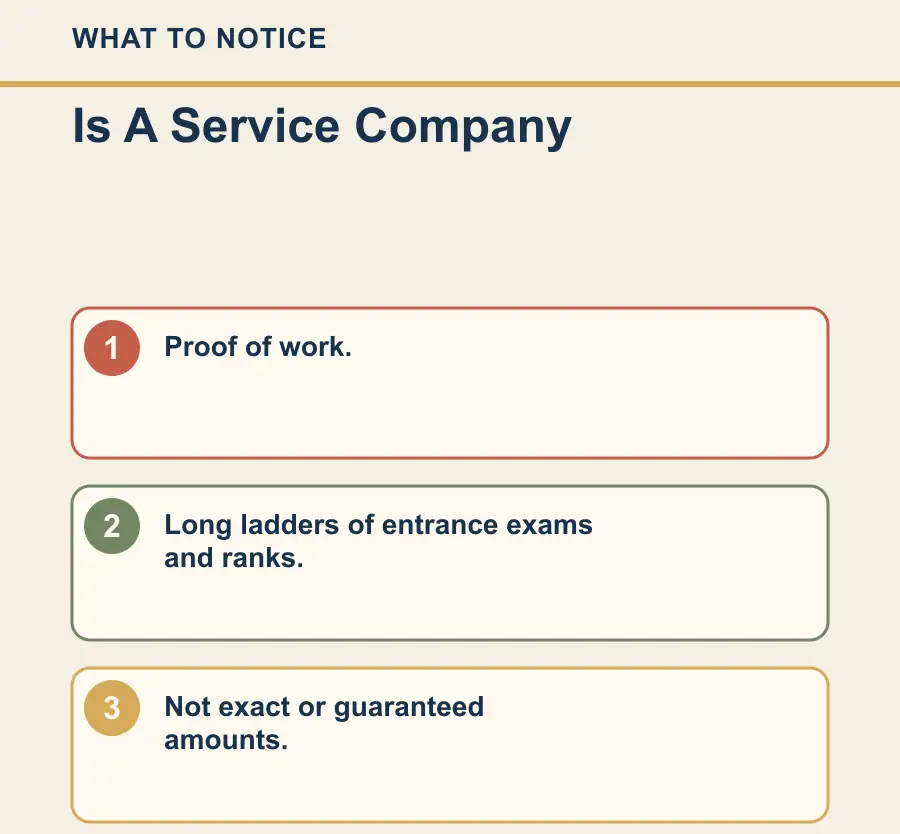 WHAT TO NOTICE
Is A Service Company
1
Proof of work.
2
Long ladders of entrance exams
and ranks.
3
Not exact or guaranteed
amounts.